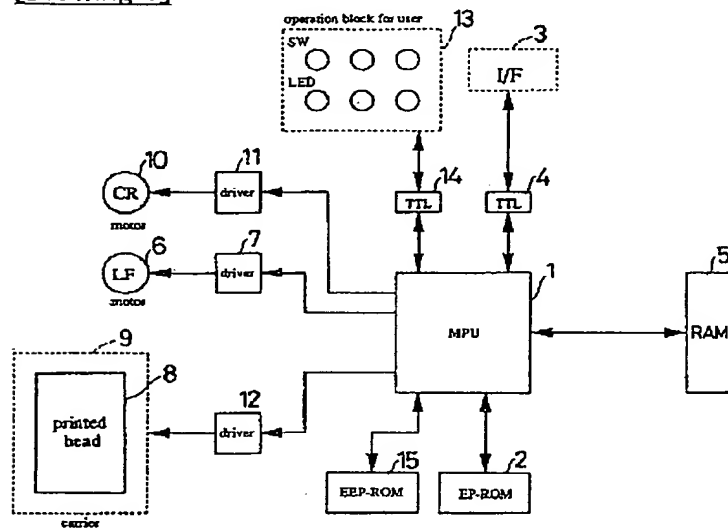 operation block for user
13
SW
LED
3
I/F
10
CR
motor
11
driver
14
TTL
4
TTL
6
LF
motor
7
driver
1
MPU
5
RAM
9
8
printed
head
carrier
12
driver
15
EEP-ROM
2
EP-ROM